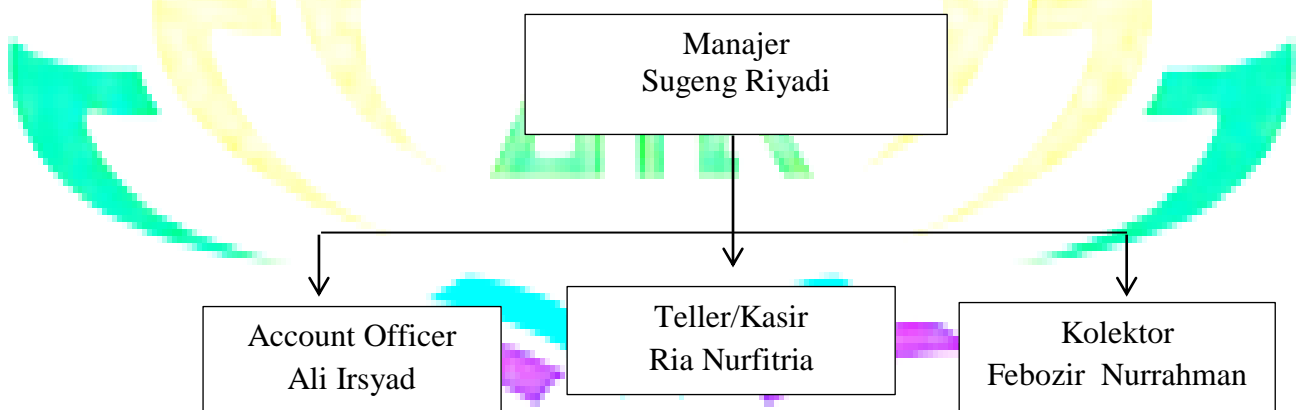 Manajer
Sugeng Riyadi
Account Officer
Ali Irsyad
Teller/Kasir
Ria Nurfitria
Kolektor
Febozir Nurrahman